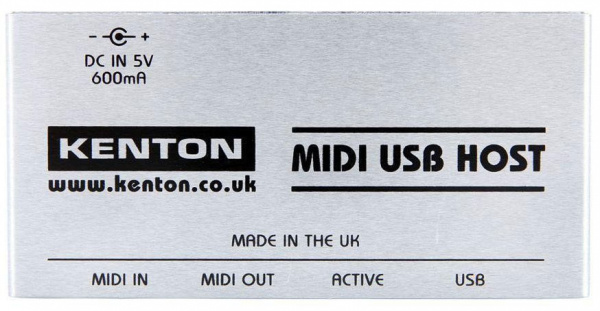 - +
DC IN 5V
600mA
KENTON
www.kenton.co.uk
MIDI USB HOST
MADE IN THE UK
MIDI IN MIDI OUT ACTIVE USB